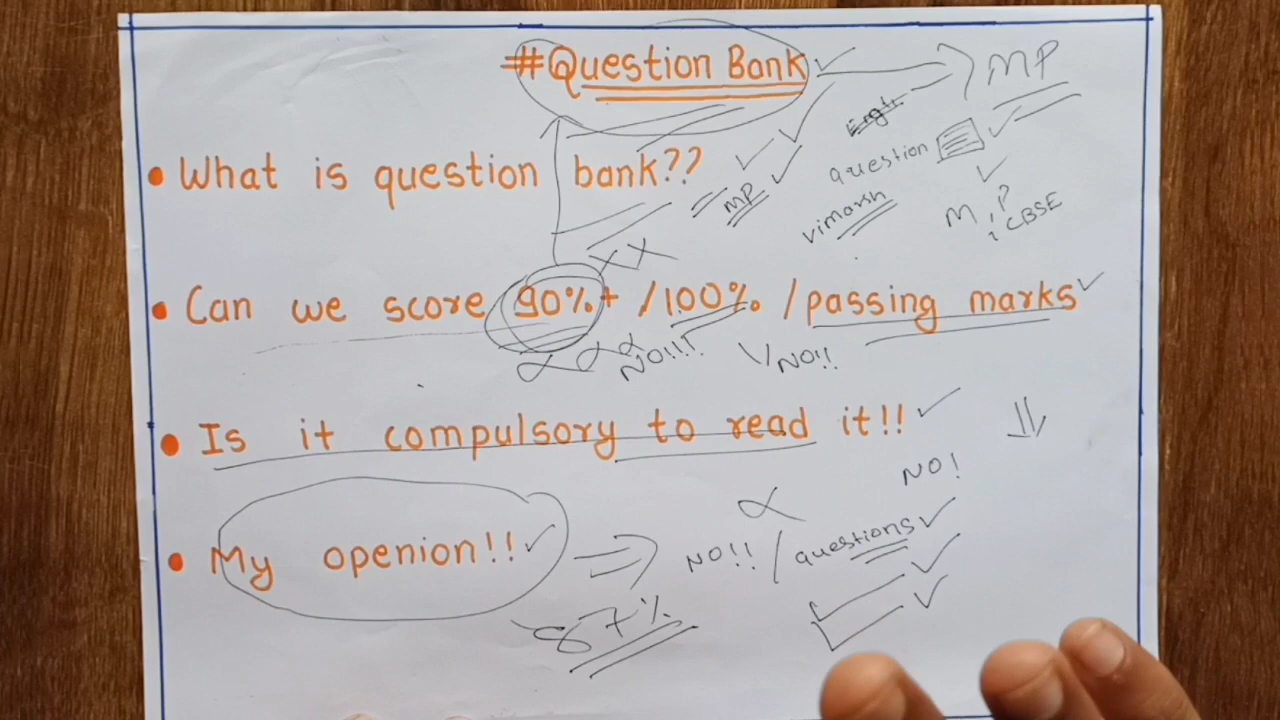 #Question Bank
MP
Engl.
question
vimarsh
M.P
CBSE
• What is question bank??
MP
• Can we score 90%+ /100% /passing marks
NO!!!!
NO!!
• Is it compulsory to read it!!
NO!
• My openion!!
NO!! / questions
87%